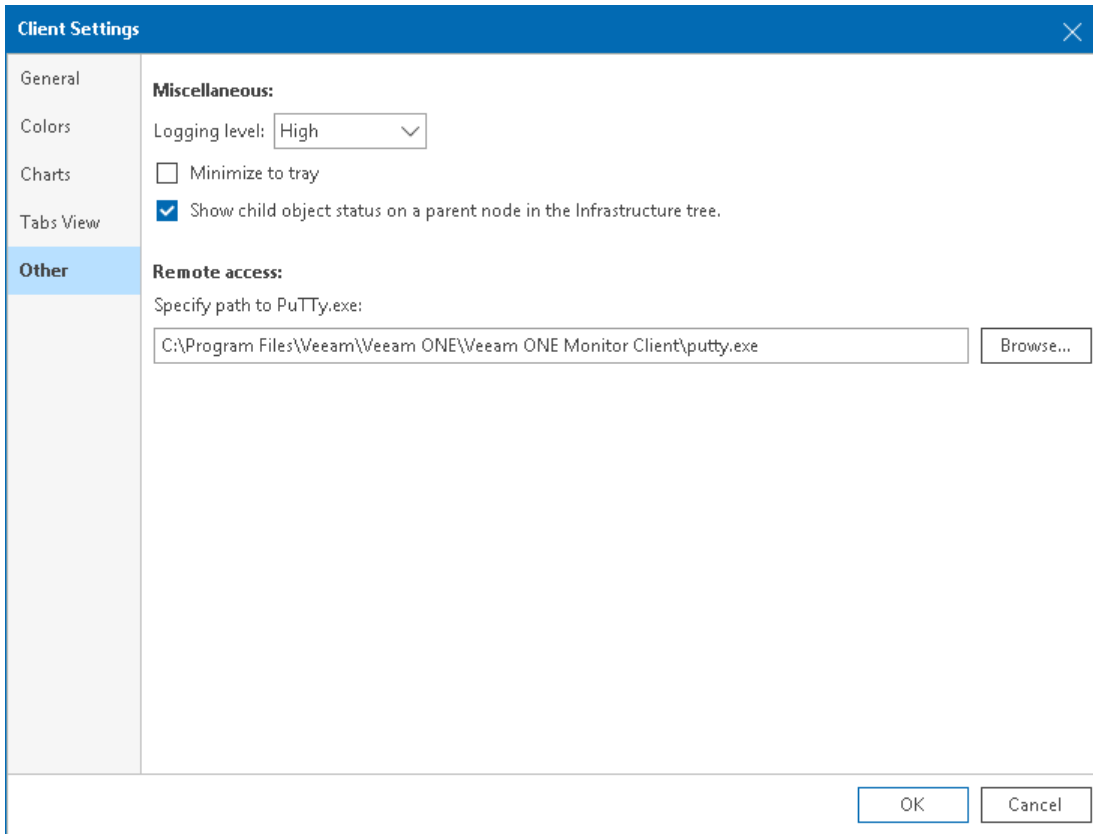 Client Settings
General
Colors
Charts
Tabs View
Other
Miscellaneous:
Logging level: High
Minimize to tray
Show child object status on a parent node in the Infrastructure tree.
Remote access:
Specify path to PuTTy.exe:
C:\Program Files\Veeam\Veeam ONE\Veeam ONE Monitor Client\putty.exe
Browse...
OK
Cancel